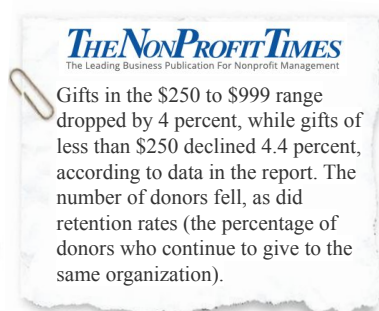 THE NONPROFIT TIMES
The Leading Business Publication For Nonprofit Management
Gifts in the $250 to $999 range
dropped by 4 percent, while gifts of
less than $250 declined 4.4 percent,
according to data in the report. The
number of donors fell, as did
retention rates (the percentage of
donors who continue to give to the
same organization).